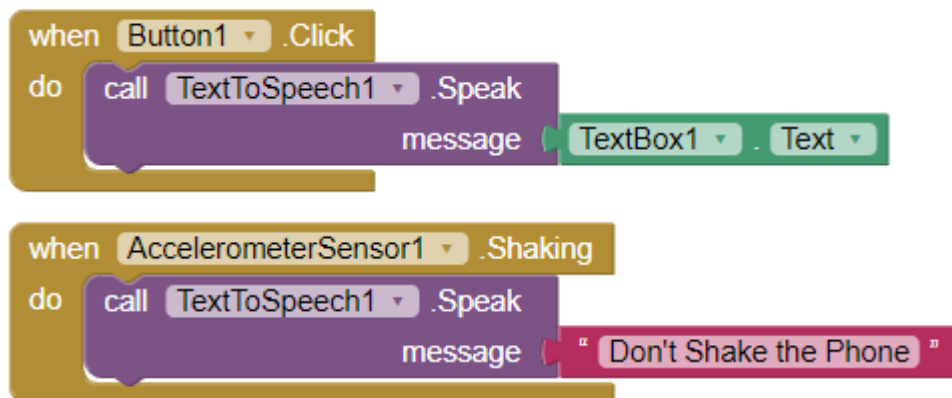 when Button1 .Click
do call TextToSpeech1 .Speak
message TextBox1 . Text
when AccelerometerSensor1 .Shaking
do call TextToSpeech1 .Speak
message “ Don't Shake the Phone ”